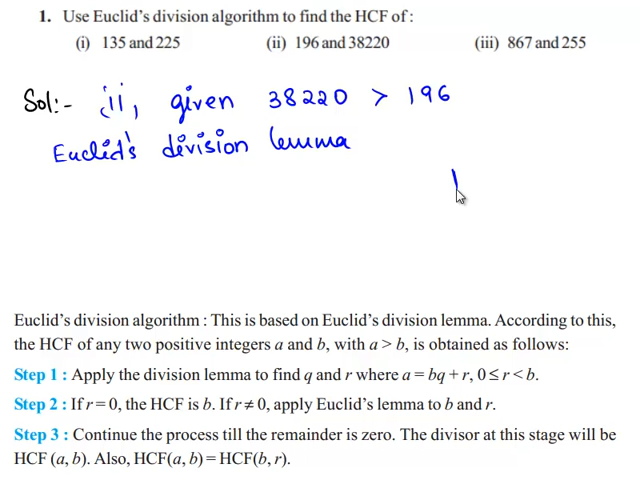 1. Use Euclid's division algorithm to find the HCF of :
(i) 135 and 225 (ii) 196 and 38220 (iii) 867 and 255
Sol:- ii, given 38220 > 196
Euclid's division lemma
Euclid's division algorithm : This is based on Euclid's division lemma. According to this,
the HCF of any two positive integers a and b, with a > b, is obtained as follows:
Step 1 : Apply the division lemma to find q and r where a = bq + r, 0 ≤ r < b.
Step 2 : If r = 0, the HCF is b. If r ≠ 0, apply Euclid's lemma to b and r.
Step 3 : Continue the process till the remainder is zero. The divisor at this stage will be
HCF (a, b). Also, HCF(a, b) = HCF(b, r).